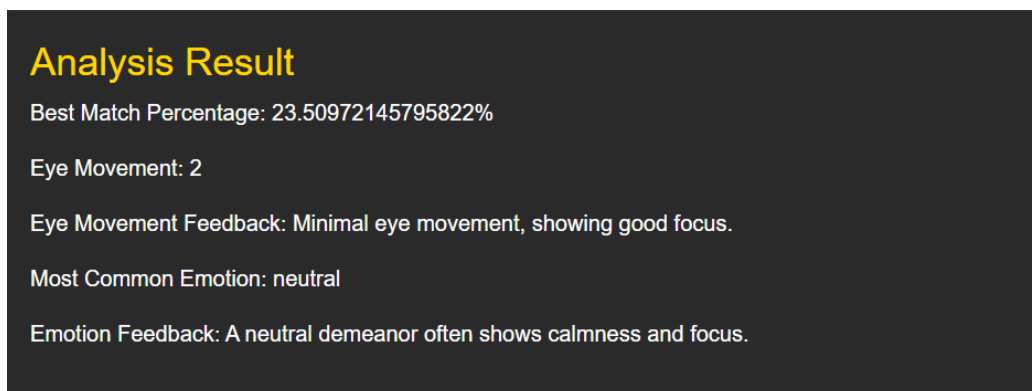 Analysis Result
Best Match Percentage: 23.50972145795822%
Eye Movement: 2
Eye Movement Feedback: Minimal eye movement, showing good focus.
Most Common Emotion: neutral
Emotion Feedback: A neutral demeanor often shows calmness and focus.